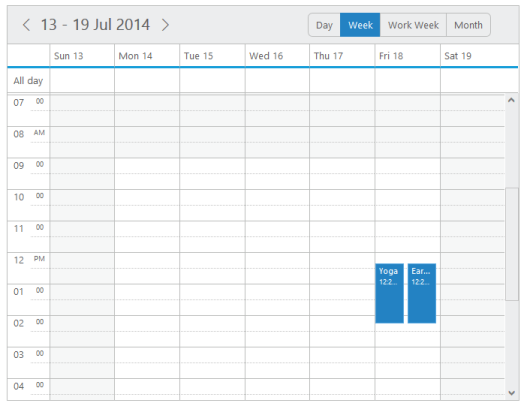 13 - 19 Jul 2014
Day Week Work Week Month
Sun 13 Mon 14 Tue 15 Wed 16 Thu 17 Fri 18 Sat 19
All day
07 00
08 AM
09 00
10 00
11 00
12 PM
Yoga Ear...
12:2... 12:2...
01 00
02 00
03 00
04 00